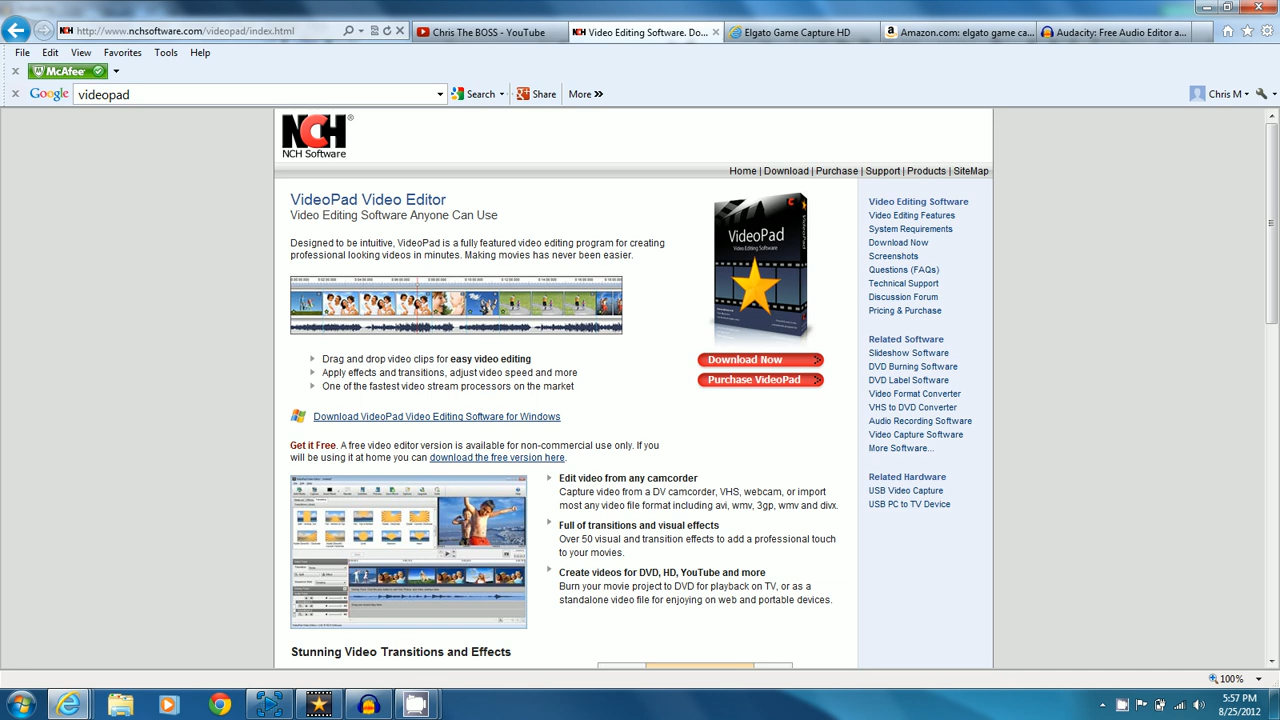 http://www.nchsoftware.com/videopad/index.html
Chris The BOSS - YouTube
NCH Video Editing Software. Do...
Elgato Game Capture HD
Amazon.com: elgato game ca...
Audacity: Free Audio Editor a...
File Edit View Favorites Tools Help
McAfee
Google videopad Search Share More »
Chris M
NCH
NCH Software
Home | Download | Purchase | Support | Products | SiteMap
VideoPad Video Editor
Video Editing Software Anyone Can Use
Designed to be intuitive, VideoPad is a fully featured video editing program for creating
professional looking videos in minutes. Making movies has never been easier.
Drag and drop video clips for easy video editing
Apply effects and transitions, adjust video speed and more
One of the fastest video stream processors on the market
Download VideoPad Video Editing Software for Windows
Get it Free. A free video editor version is available for non-commercial use only. If you
will be using it at home you can download the free version here.
VideoPad
Video Editing Software
VideoPad
Download Now
Purchase VideoPad
Edit video from any camcorder
Capture video from a DV camcorder, VHS, webcam, or import
most any video file format including avi, wmv, 3gp, wmv and divx.
Full of transitions and visual effects
Over 50 visual and transition effects to add a professional touch
to your movies.
Create videos for DVD, HD, YouTube and more
Burn your movie project to DVD for playback on TV, or as a
standalone video file for enjoying on web and portable devices.
Stunning Video Transitions and Effects
Video Editing Software
Video Editing Features
System Requirements
Download Now
Screenshots
Questions (FAQs)
Technical Support
Discussion Forum
Pricing & Purchase
Related Software
Slideshow Software
DVD Burning Software
DVD Label Software
Video Format Converter
VHS to DVD Converter
Audio Recording Software
Video Capture Software
More Software...
Related Hardware
USB Video Capture
USB PC to TV Device
100%
5:57 PM
8/25/2012